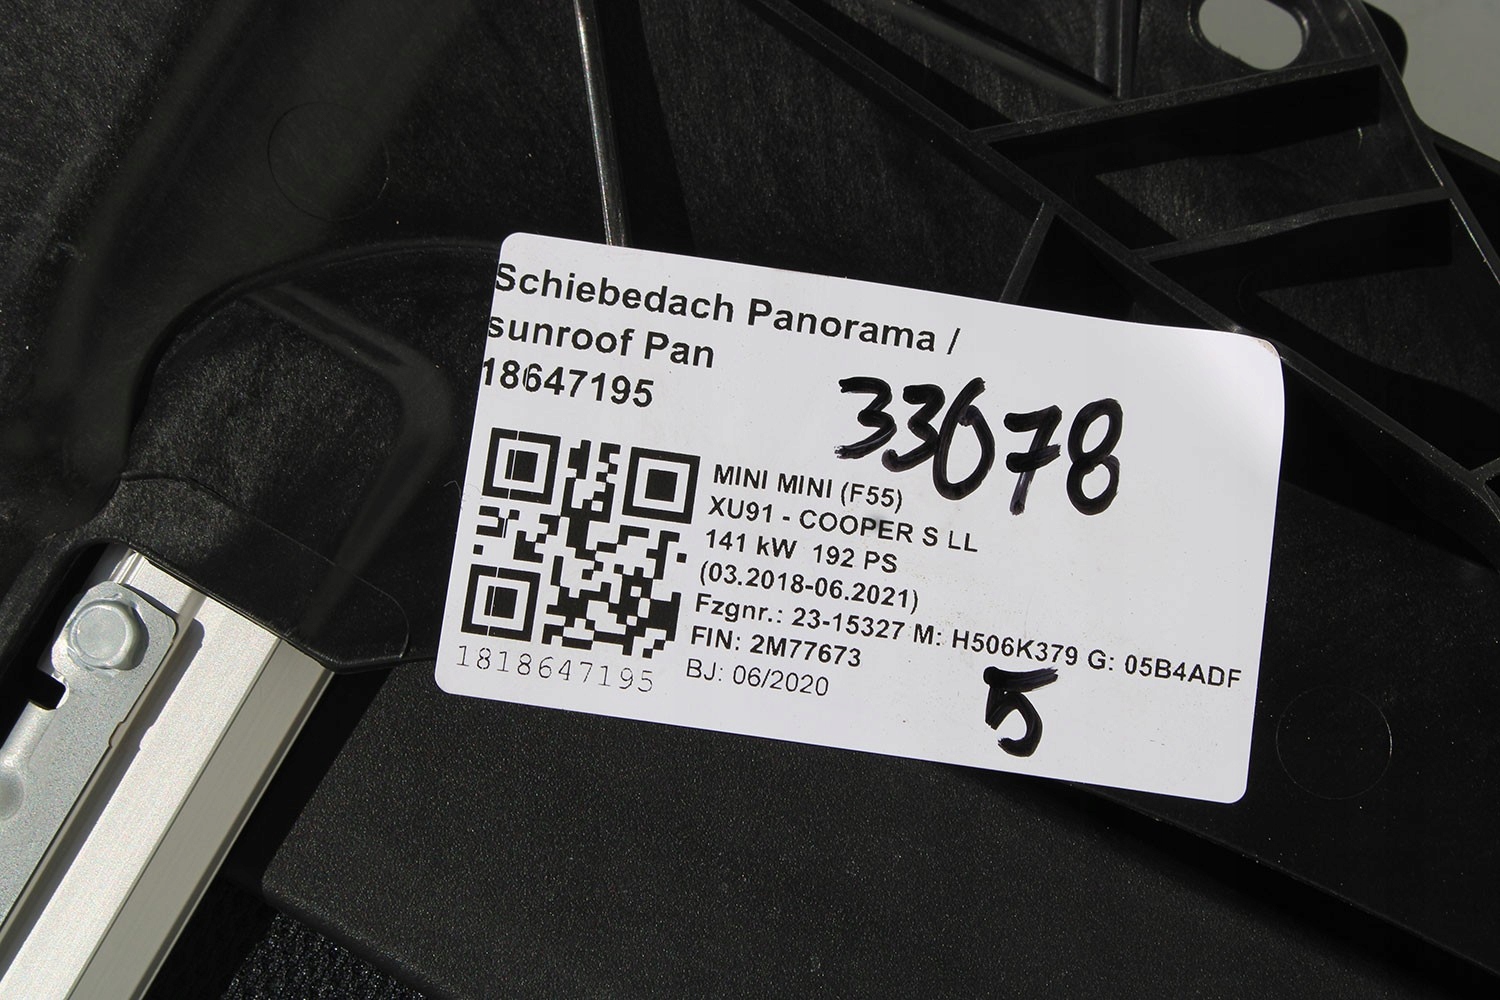 Schiebedach Panorama /
sunroof Pan
18647195
33678
MINI MINI (F55)
XU91 - COOPER S LL
141 kW 192 PS
(03.2018-06.2021)
Fzgnr.: 23-15327 M: H506K379 G: 05B4ADF
FIN: 2M77673
BJ: 06/2020
1818647195
5